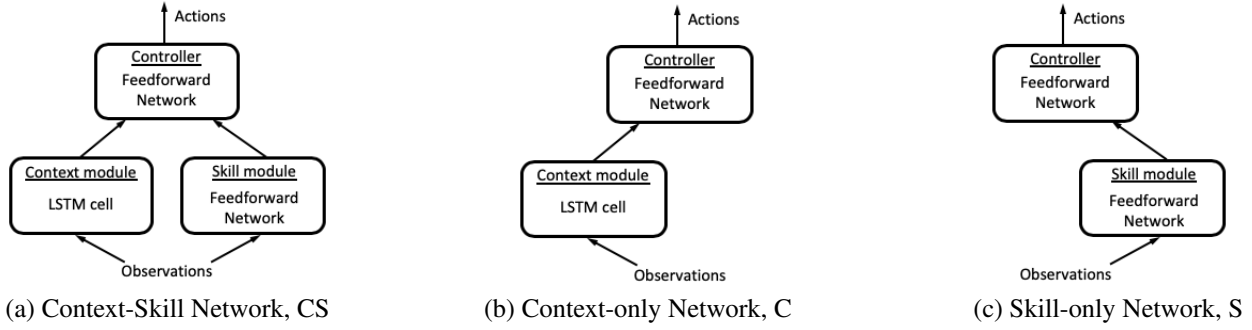 Actions
Controller
Feedforward
Network
Context module
LSTM cell
Skill module
Feedforward
Network
Observations
(a) Context-Skill Network, CS
Actions
Controller
Feedforward
Network
Context module
LSTM cell
Observations
(b) Context-only Network, C
Actions
Controller
Feedforward
Network
Skill module
Feedforward
Network
Observations
(c) Skill-only Network, S